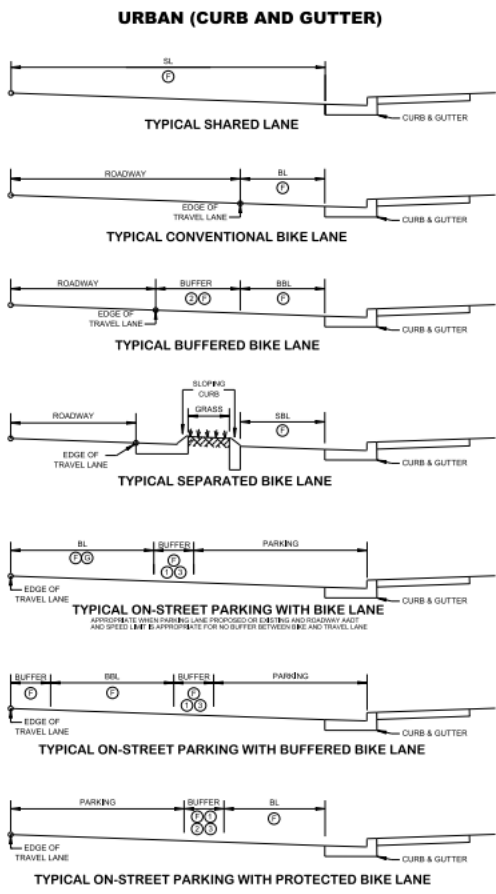 URBAN (CURB AND GUTTER)
SL
F
CURB & GUTTER
TYPICAL SHARED LANE
ROADWAY BL
F
EDGE OF
TRAVEL LANE
CURB & GUTTER
TYPICAL CONVENTIONAL BIKE LANE
ROADWAY BUFFER BBL
2 F F
EDGE OF
TRAVEL LANE
CURB & GUTTER
TYPICAL BUFFERED BIKE LANE
SLOPING
CURB
ROADWAY GRASS SBL
F
EDGE OF
TRAVEL LANE
CURB & GUTTER
TYPICAL SEPARATED BIKE LANE
BL BUFFER PARKING
F G F
1 3
EDGE OF
TRAVEL LANE
CURB & GUTTER
TYPICAL ON-STREET PARKING WITH BIKE LANE
APPROPRIATE WHEN PARKING LANE PROPOSED OR EXISTING AND ROADWAY AADT
AND SPEED LIMIT IS APPROPRIATE FOR NO BUFFER BETWEEN BIKE AND TRAVEL LANE
BUFFER BBL BUFFER PARKING
F F F
1 3
EDGE OF
TRAVEL LANE
CURB & GUTTER
TYPICAL ON-STREET PARKING WITH BUFFERED BIKE LANE
PARKING BUFFER BL
F 1 F
2 3
EDGE OF
TRAVEL LANE
CURB & GUTTER
TYPICAL ON-STREET PARKING WITH PROTECTED BIKE LANE